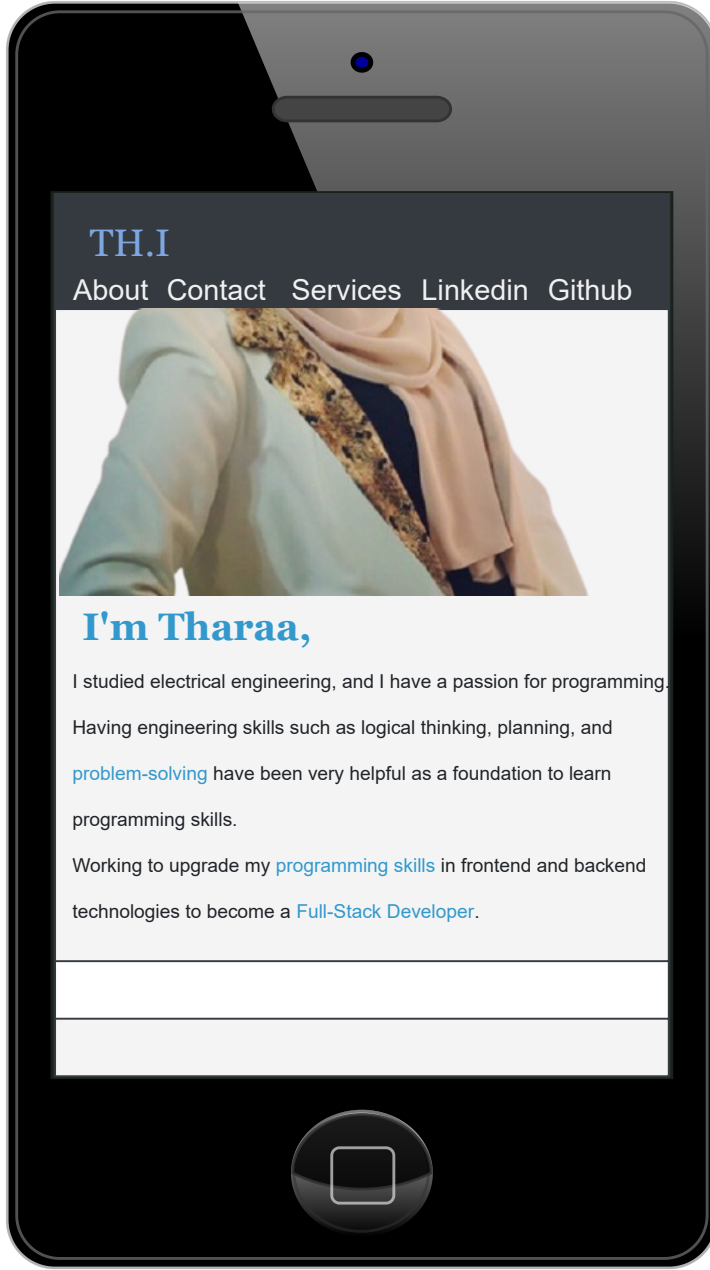 TH.I
About Contact Services Linkedin Github
I'm Tharaa,
I studied electrical engineering, and I have a passion for programming.
Having engineering skills such as logical thinking, planning, and
problem-solving have been very helpful as a foundation to learn
programming skills.
Working to upgrade my programming skills in frontend and backend
technologies to become a Full-Stack Developer.